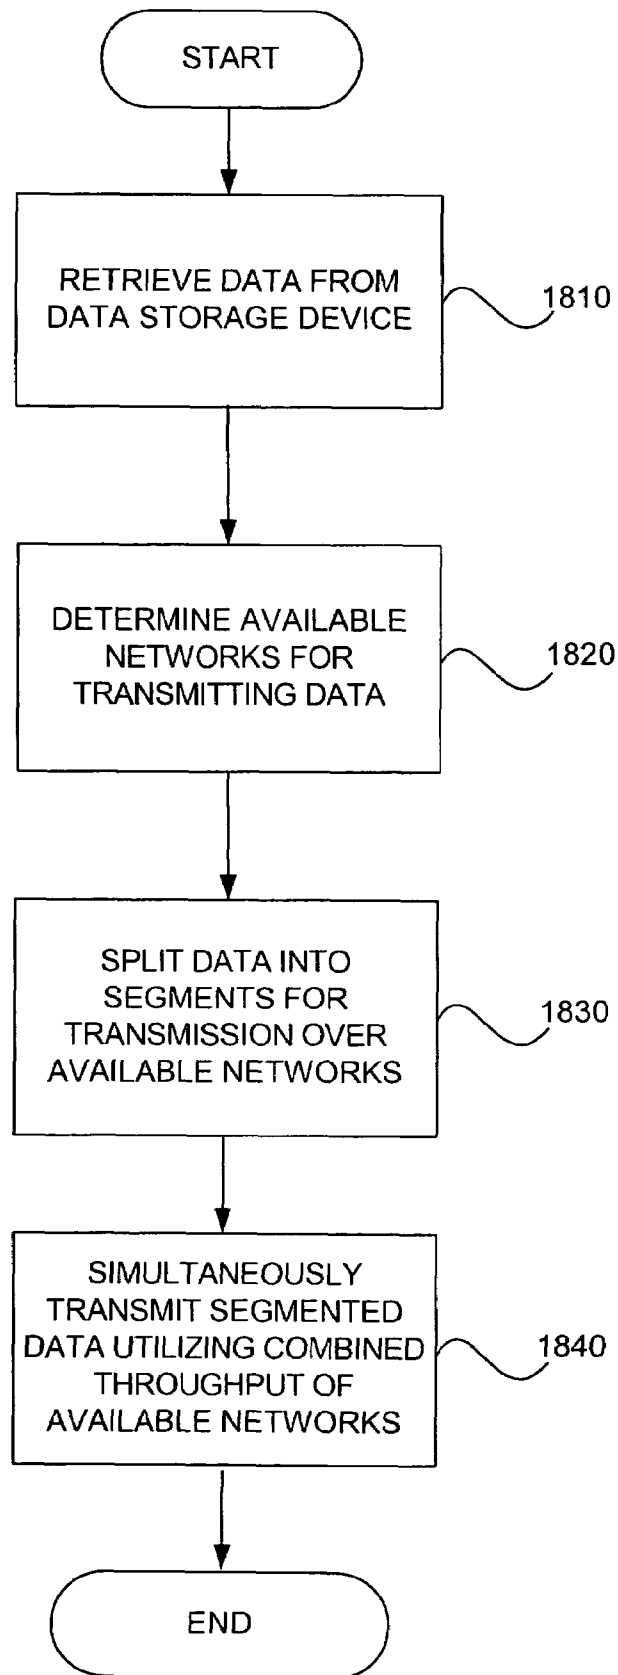 START
RETRIEVE DATA FROM
DATA STORAGE DEVICE
1810
DETERMINE AVAILABLE
NETWORKS FOR
TRANSMITTING DATA
1820
SPLIT DATA INTO
SEGMENTS FOR
TRANSMISSION OVER
AVAILABLE NETWORKS
1830
SIMULTANEOUSLY
TRANSMIT SEGMENTED
DATA UTILIZING COMBINED
THROUGHPUT OF
AVAILABLE NETWORKS
1840
END